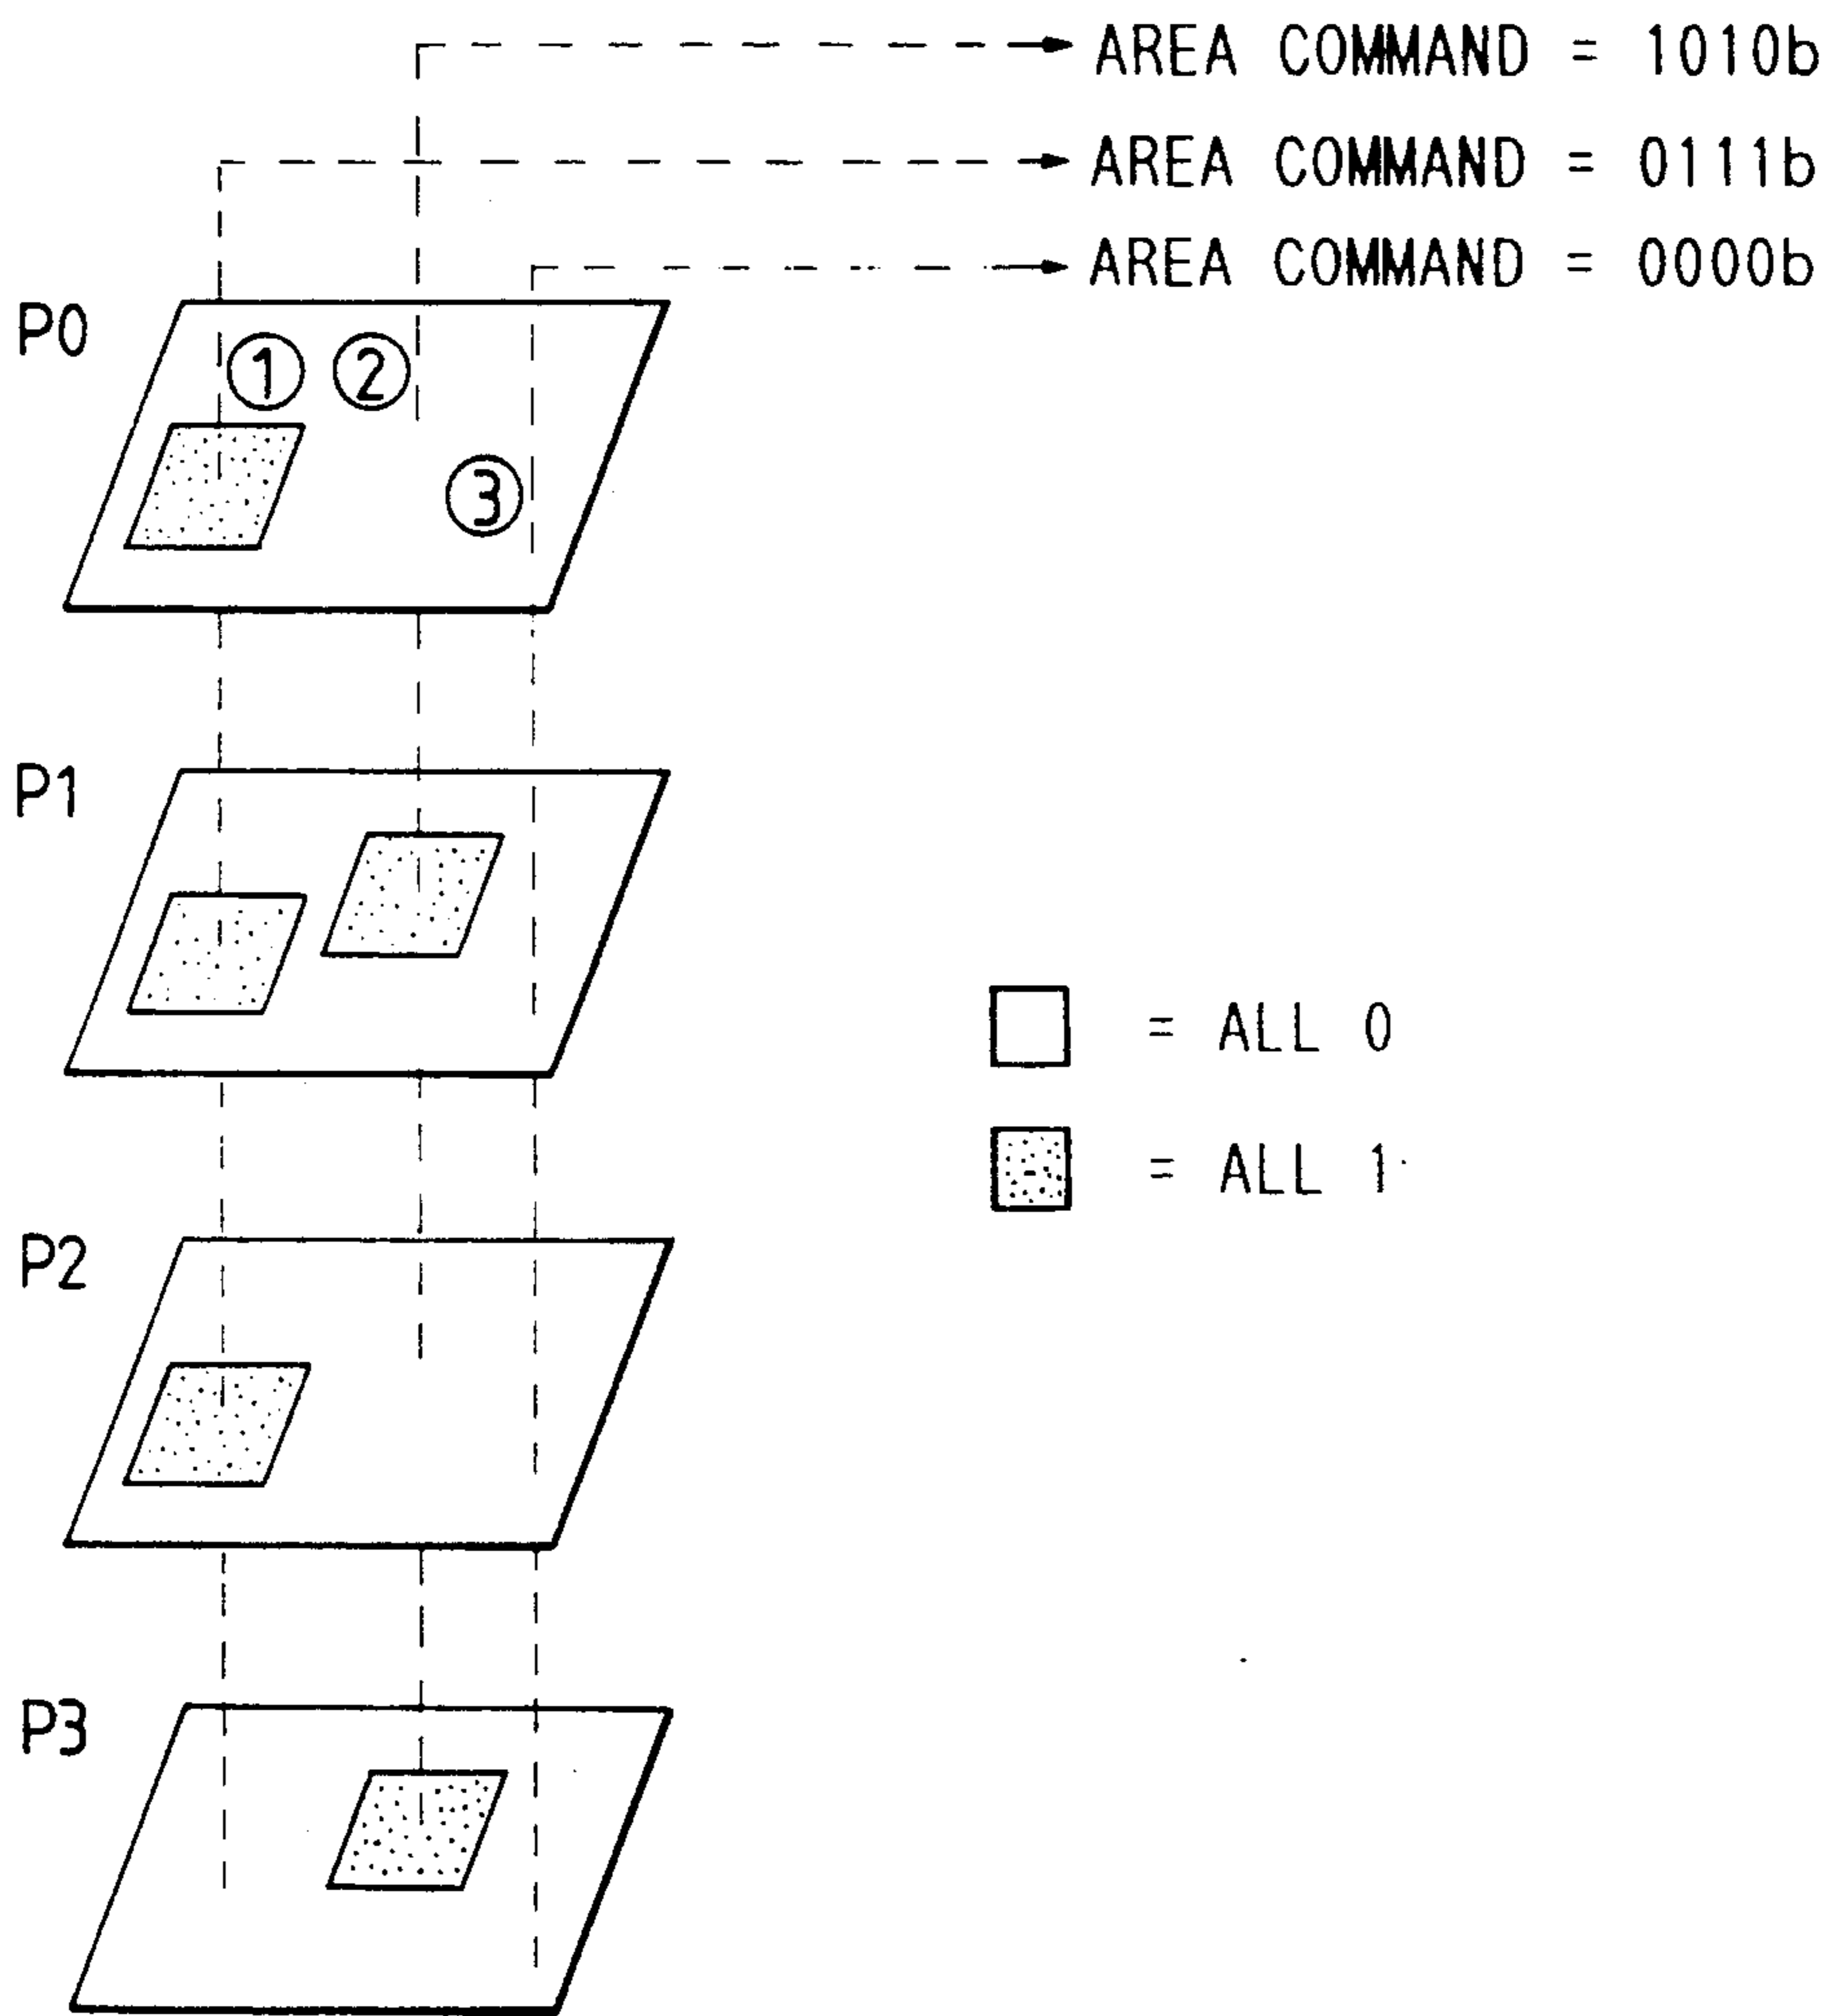 AREA COMMAND = 1010b
AREA COMMAND = 0111b
AREA COMMAND = 0000b
P0
① ②
③
P1
= ALL 0
= ALL 1
P2
P3